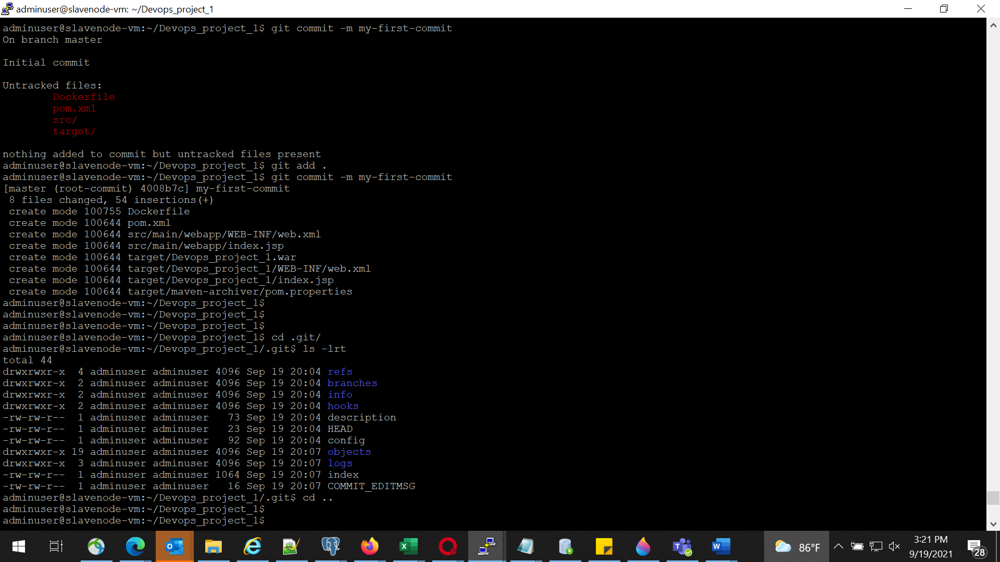 adminuser@slavenode-vm: ~/Devops_project_1
adminuser@slavenode-vm:~/Devops_project_1$ git commit -m my-first-commit
On branch master
Initial commit
Untracked files:
Dockerfile
pom.xml
src/
target/
nothing added to commit but untracked files present
adminuser@slavenode-vm:~/Devops_project_1$ git add .
adminuser@slavenode-vm:~/Devops_project_1$ git commit -m my-first-commit
[master (root-commit) 4008b7c] my-first-commit
8 files changed, 54 insertions(+)
create mode 100755 Dockerfile
create mode 100644 pom.xml
create mode 100644 src/main/webapp/WEB-INF/web.xml
create mode 100644 src/main/webapp/index.jsp
create mode 100644 target/Devops_project_1.war
create mode 100644 target/Devops_project_1/WEB-INF/web.xml
create mode 100644 target/Devops_project_1/index.jsp
create mode 100644 target/maven-archiver/pom.properties
adminuser@slavenode-vm:~/Devops_project_1$
adminuser@slavenode-vm:~/Devops_project_1$
adminuser@slavenode-vm:~/Devops_project_1$
adminuser@slavenode-vm:~/Devops_project_1$ cd .git/
adminuser@slavenode-vm:~/Devops_project_1/.git$ ls -lrt
total 44
drwxrwxr-x  4 adminuser adminuser 4096 Sep 19 20:04 refs
drwxrwxr-x  2 adminuser adminuser 4096 Sep 19 20:04 branches
drwxrwxr-x  2 adminuser adminuser 4096 Sep 19 20:04 info
drwxrwxr-x  2 adminuser adminuser 4096 Sep 19 20:04 hooks
-rw-rw-r--  1 adminuser adminuser   73 Sep 19 20:04 description
-rw-rw-r--  1 adminuser adminuser   23 Sep 19 20:04 HEAD
-rw-rw-r--  1 adminuser adminuser   92 Sep 19 20:04 config
drwxrwxr-x 19 adminuser adminuser 4096 Sep 19 20:07 objects
drwxrwxr-x  3 adminuser adminuser 4096 Sep 19 20:07 logs
-rw-rw-r--  1 adminuser adminuser 1064 Sep 19 20:07 index
-rw-rw-r--  1 adminuser adminuser   16 Sep 19 20:07 COMMIT_EDITMSG
adminuser@slavenode-vm:~/Devops_project_1/.git$ cd ..
adminuser@slavenode-vm:~/Devops_project_1$
adminuser@slavenode-vm:~/Devops_project_1$
86°F
3:21 PM
9/19/2021
28